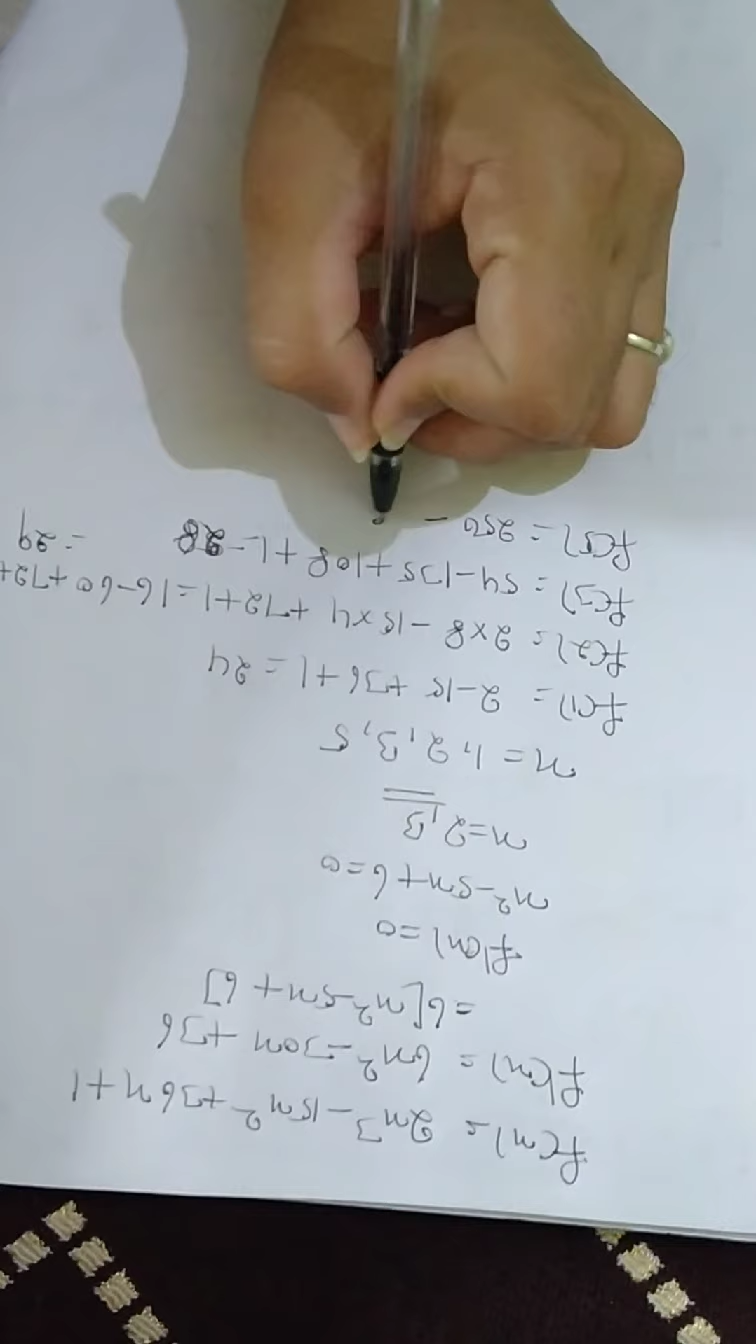 f(x) = 2x³ - 15x² + 36x + 1
f'(x) = 6x² - 30x + 36
= 6[x² - 5x + 6]
f'(x) = 0
x² - 5x + 6 = 0
x = 2, 3
x = 1, 2, 3, 5
f(1) = 2 - 15 + 36 + 1 = 24
f(2) = 2×8 - 15×4 + 72 + 1 = 16 - 60 + 72 +
f(3) = 54 - 135 + 108 + 1 - 28 = 29
f(5) = 250 -